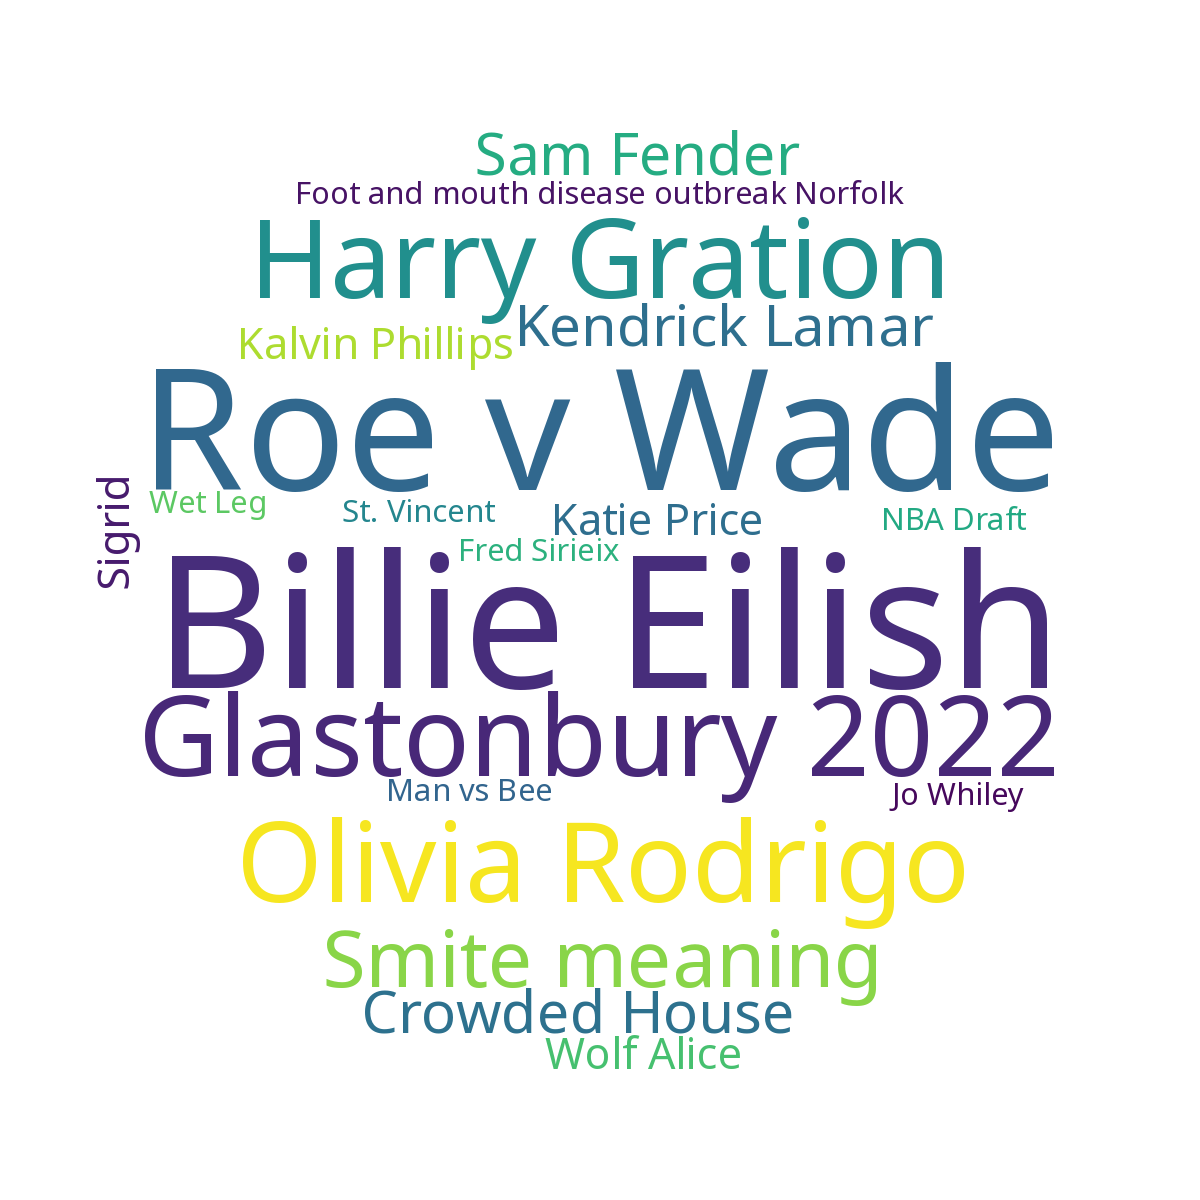 Sam Fender
Foot and mouth disease outbreak Norfolk
Harry Gration
Kendrick Lamar
Kalvin Phillips
Roe v Wade
Sigrid
Wet Leg
St. Vincent
Katie Price
NBA Draft
Fred Sirieix
Billie Eilish
Glastonbury 2022
Man vs Bee
Jo Whiley
Olivia Rodrigo
Smite meaning
Crowded House
Wolf Alice